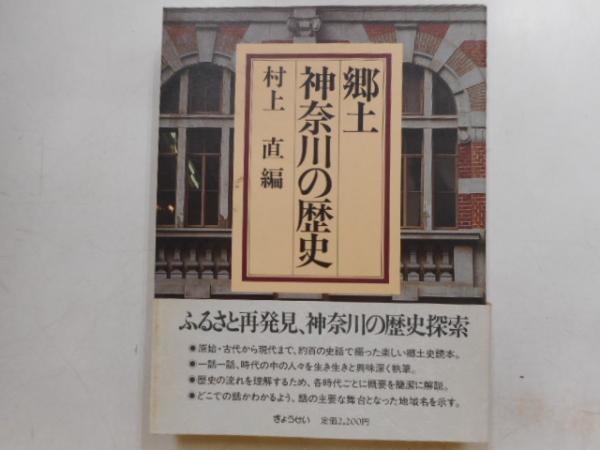 郷土
神奈川の歴史
村上 直編
ふるさと再発見、神奈川の歴史探索
●原始・古代から現代まで、約百の史話で綴った楽しい郷土史読本。
●一話一話、時代の中の人々を生き生きと興味深く執筆。
●歴史の流れを理解するため、各時代ごとに概要を簡潔に解説。
●どこでの話かわかるよう、話の主要な舞台となった地域名を示す。
ぎょうせい 定価2,200円